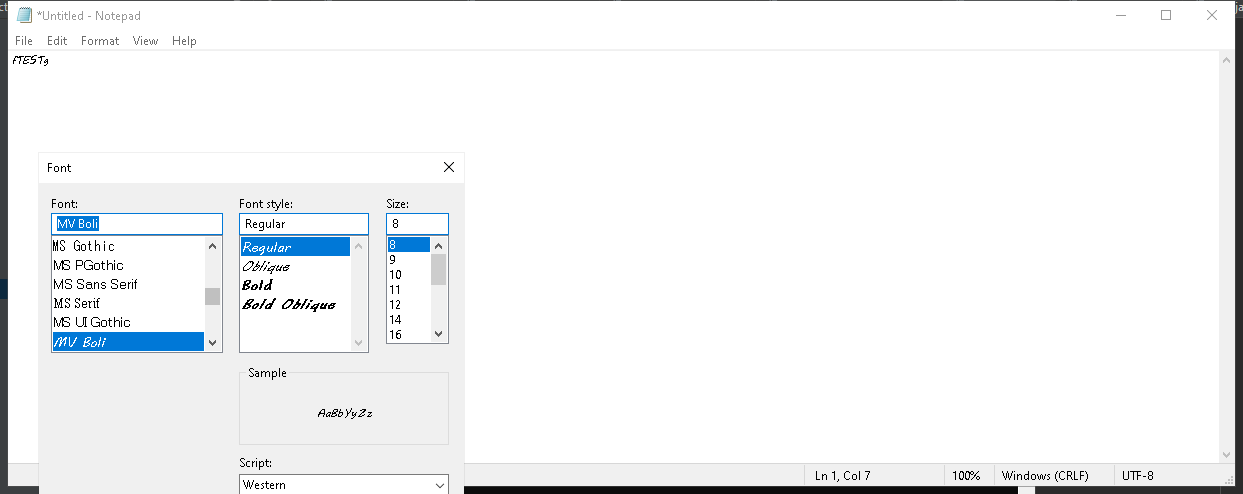 *Untitled - Notepad
File Edit Format View Help
ATESTg
Font
Font: Font style: Size:
MV Boli Regular 8
MS Gothic Regular 8
MS PGothic Oblique 9
MS Sans Serif Bold 10
MS Serif Bold Oblique 11
MS UI Gothic 12
MV Boli 14
16
Sample
AaBbYyZz
Script:
Western
Ln 1, Col 7 100% Windows (CRLF) UTF-8